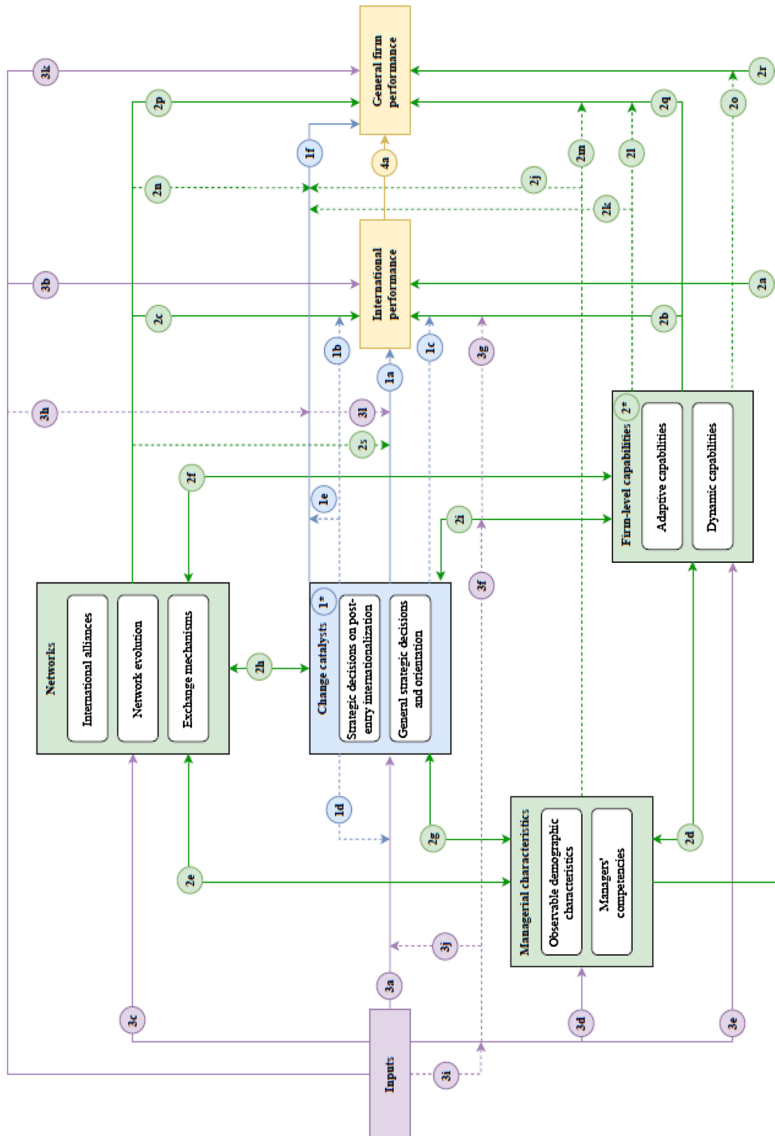 3h
3b
3k
Networks
International alliances
Network evolution
Exchange mechanisms
3c
2c
2n
2p
2e
2f
2s
3l
2h
1f
Change catalysts
1*
Strategic decisions on post-
entry internationalization
General strategic decisions
and orientation
1d
1e
1b
Inputs
3a
1a
International
performance
4a
General firm
performance
1c
2g
3j
3i
2i
3f
3g
2j
2k
Managerial characteristics
Observable demographic
characteristics
Managers'
competencies
3d
2m
2l
Firm-level capabilities
2*
Adaptive capabilities
Dynamic capabilities
2b
2q
2d
3e
2o
2a
2r